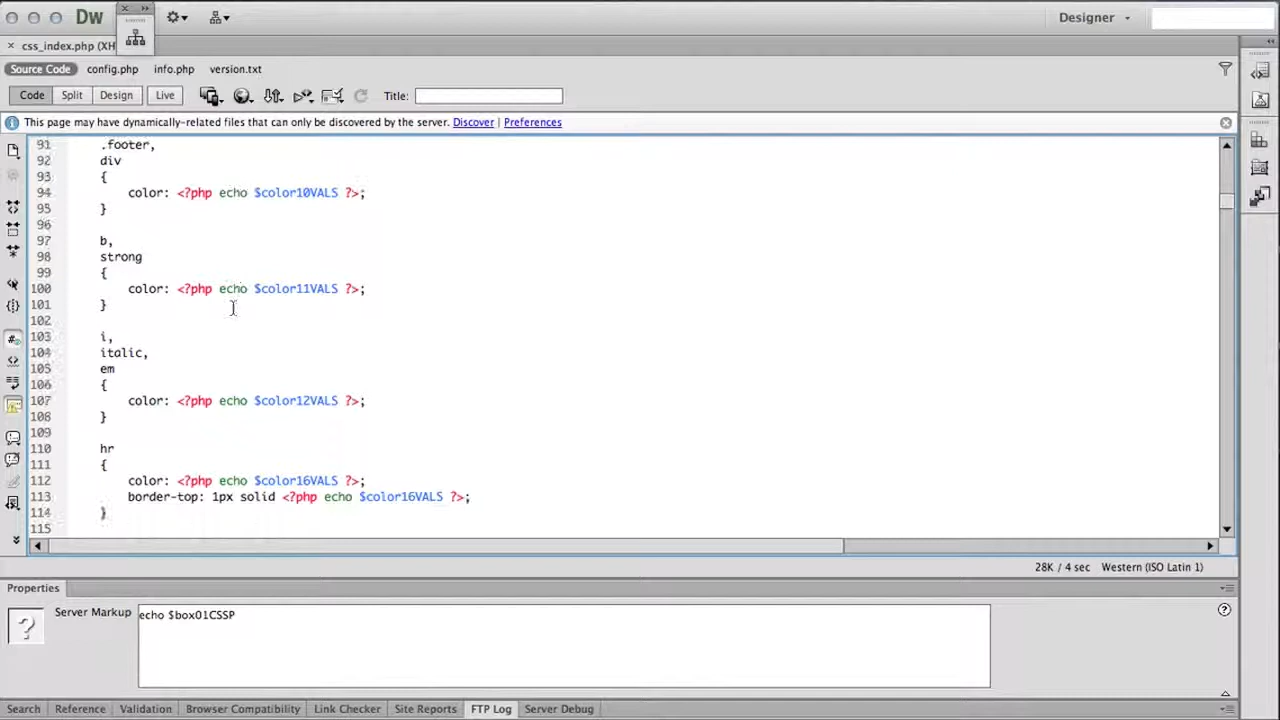 Dw
Designer
css_index.php (XH
Source Code config.php info.php version.txt
Code Split Design Live Title:
This page may have dynamically-related files that can only be discovered by the server. Discover | Preferences
91 .footer,
92 div
93 {
94 color: <?php echo $color10VALS ?>;
95 }
96
97 b,
98 strong
99 {
100 color: <?php echo $color11VALS ?>;
101 }
102
103 i,
104 italic,
105 em
106 {
107 color: <?php echo $color12VALS ?>;
108 }
109
110 hr
111 {
112 color: <?php echo $color16VALS ?>;
113 border-top: 1px solid <?php echo $color16VALS ?>;
114 }
115
28K / 4 sec Western (ISO Latin 1)
Properties
Server Markup echo $box01CSSP
Search Reference Validation Browser Compatibility Link Checker Site Reports FTP Log Server Debug